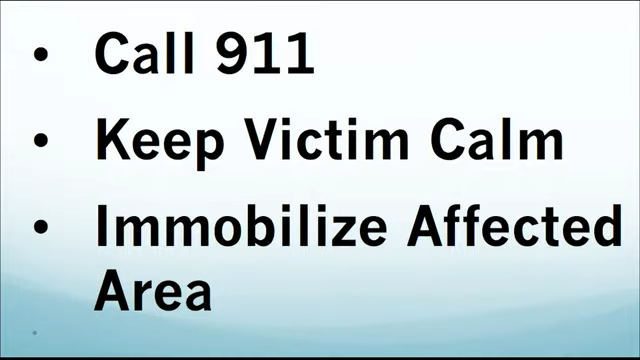 • Call 911
• Keep Victim Calm
• Immobilize Affected
Area
•